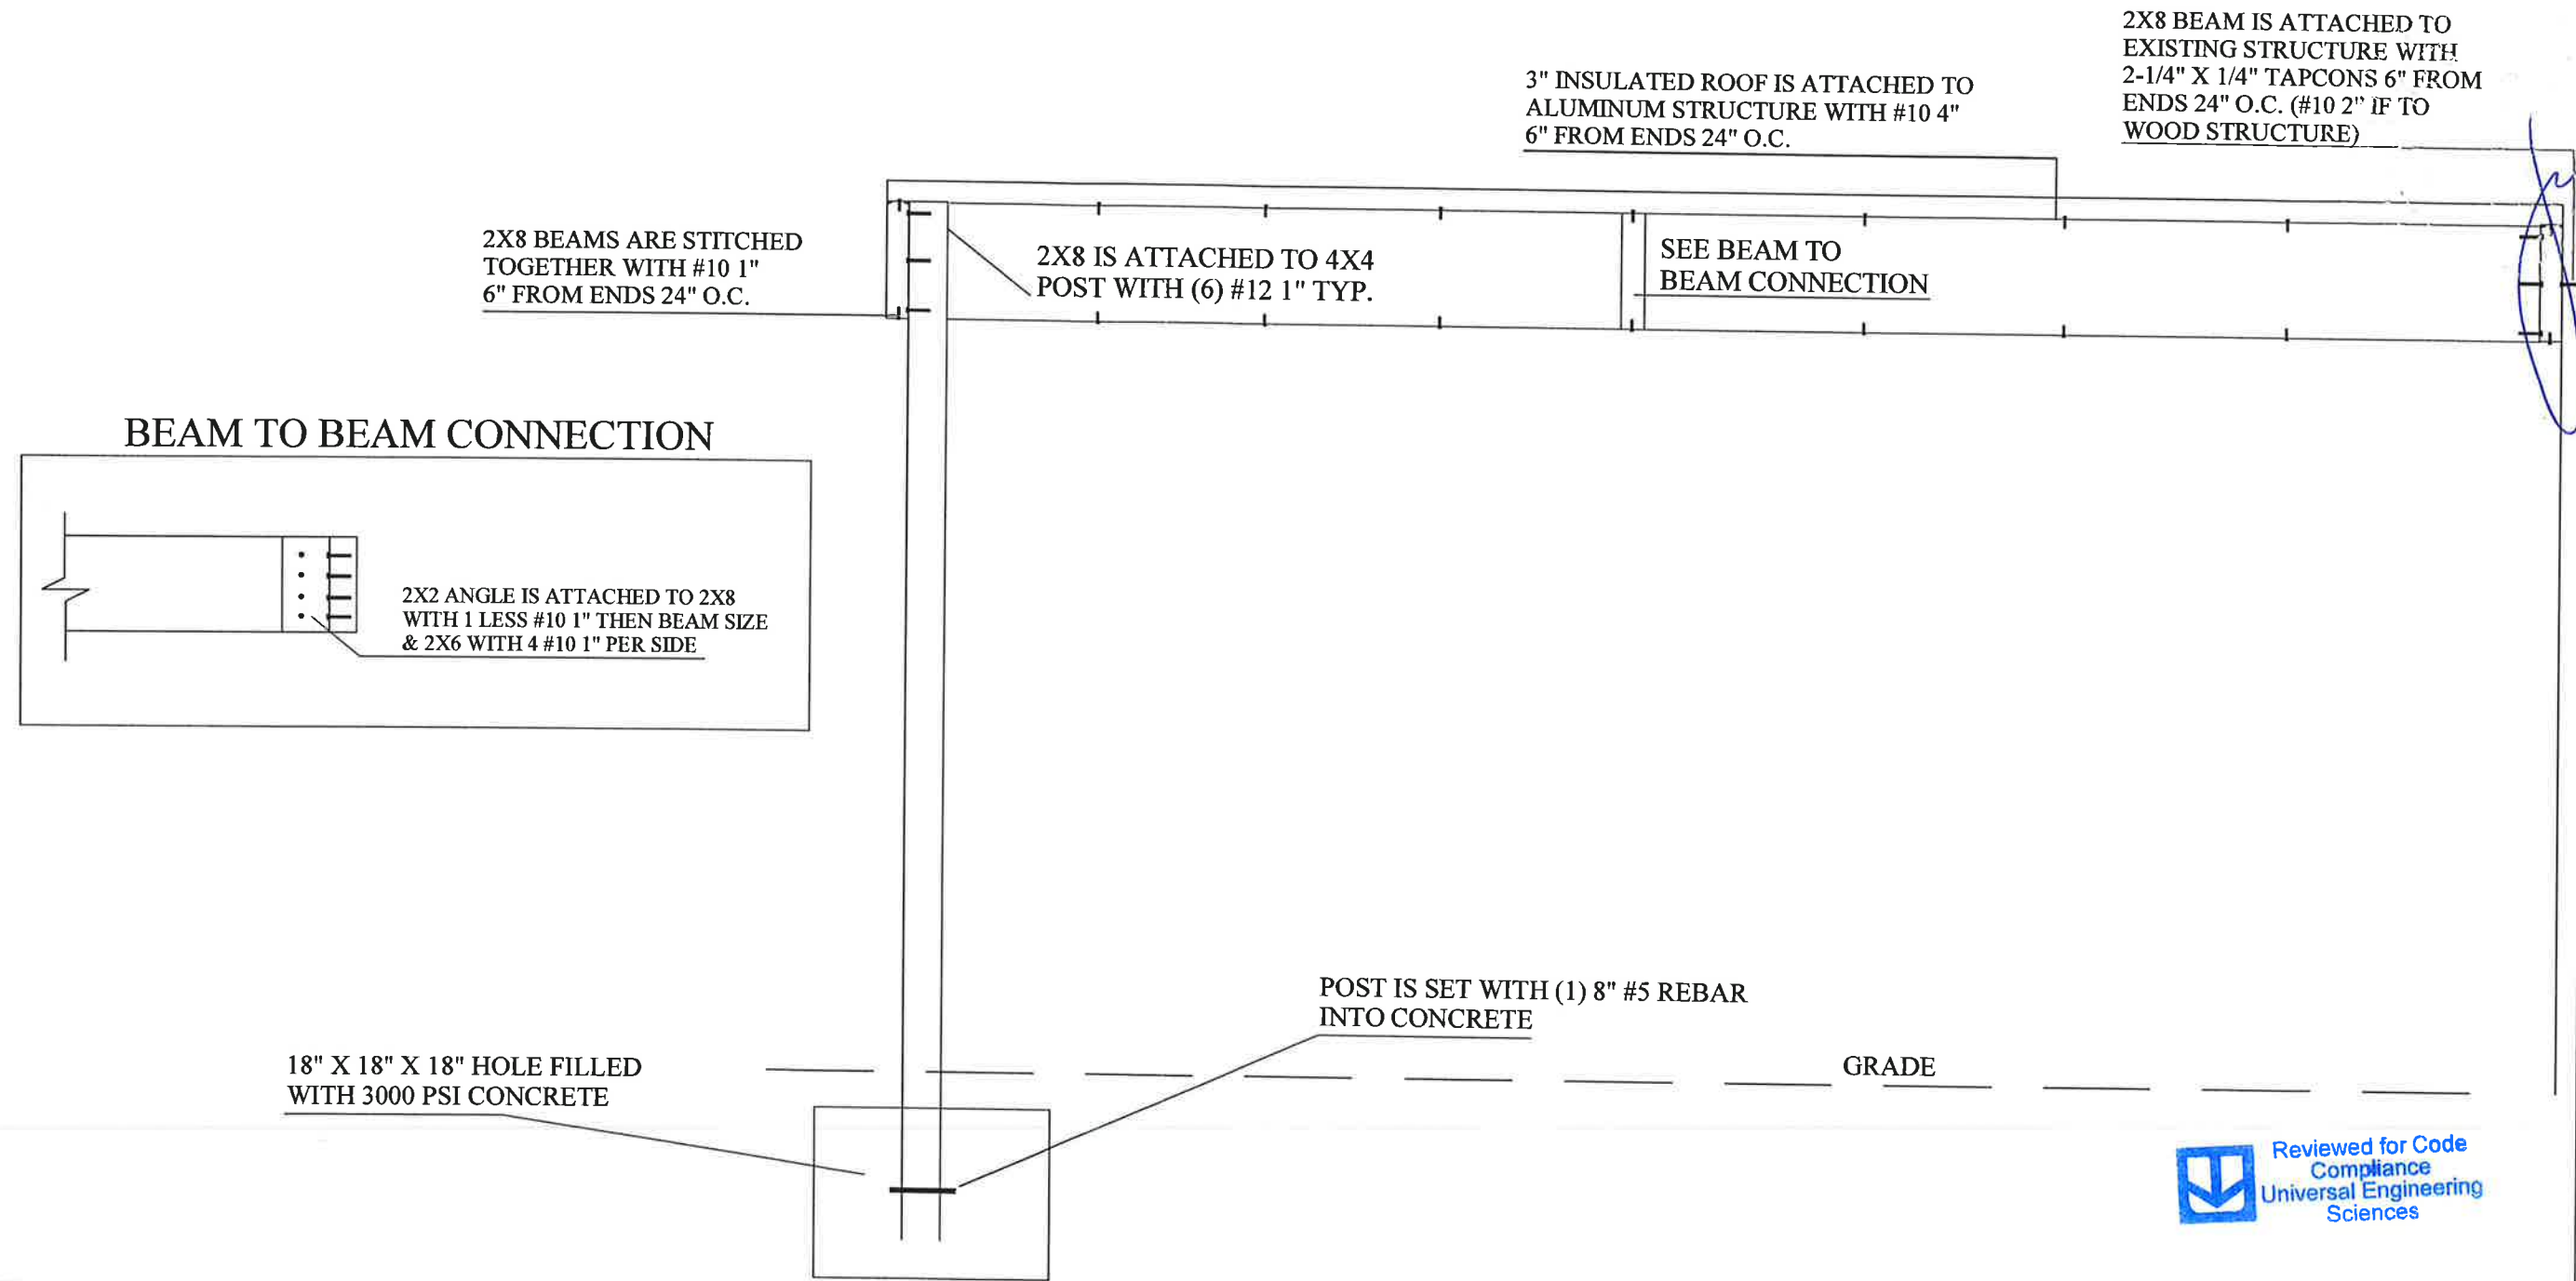 2X8 BEAM IS ATTACHED TO
EXISTING STRUCTURE WITH
2-1/4" X 1/4" TAPCONS 6" FROM
ENDS 24" O.C. (#10 2" IF TO
WOOD STRUCTURE)
3" INSULATED ROOF IS ATTACHED TO
ALUMINUM STRUCTURE WITH #10 4"
6" FROM ENDS 24" O.C.
2X8 BEAMS ARE STITCHED
TOGETHER WITH #10 1"
6" FROM ENDS 24" O.C.
2X8 IS ATTACHED TO 4X4
POST WITH (6) #12 1" TYP.
SEE BEAM TO
BEAM CONNECTION
BEAM TO BEAM CONNECTION
2X2 ANGLE IS ATTACHED TO 2X8
WITH 1 LESS #10 1" THEN BEAM SIZE
& 2X6 WITH 4 #10 1" PER SIDE
POST IS SET WITH (1) 8" #5 REBAR
INTO CONCRETE
18" X 18" X 18" HOLE FILLED
WITH 3000 PSI CONCRETE
GRADE
Reviewed for Code
Compliance
Universal Engineering
Sciences